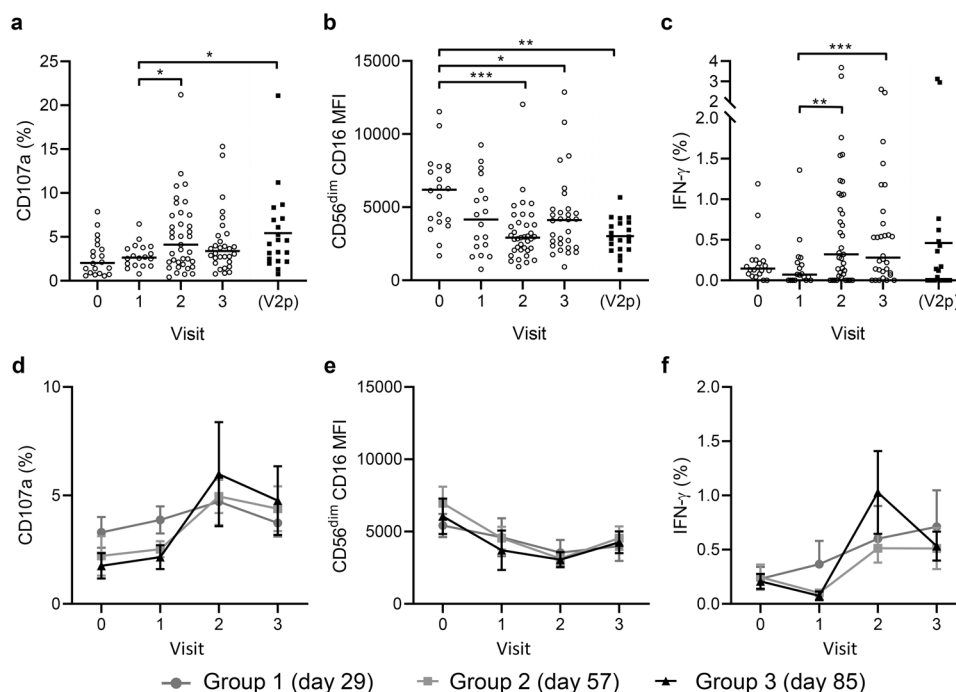 a
CD107a (%)
25
20
15
10
5
0
*
*
0 1 2 3 (V2p)
Visit
b
CD56dim CD16 MFI
15000
10000
5000
0
**
*
***
0 1 2 3 (V2p)
Visit
c
IFN-γ (%)
4
3
2
2.0
1.5
1.0
0.5
0.0
***
**
0 1 2 3 (V2p)
Visit
d
CD107a (%)
10
5
0
0 1 2 3
Visit
e
CD56dim CD16 MFI
15000
10000
5000
0
0 1 2 3
Visit
f
IFN-γ (%)
2.0
1.5
1.0
0.5
0.0
0 1 2 3
Visit
Group 1 (day 29) Group 2 (day 57) Group 3 (day 85)